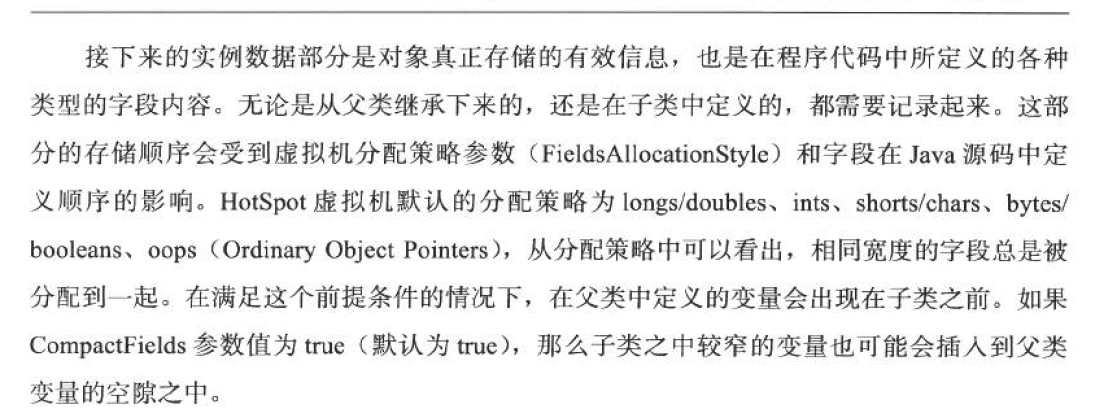 接下来的实例数据部分是对象真正存储的有效信息，也是在程序代码中所定义的各种
类型的字段内容。无论是从父类继承下来的，还是在子类中定义的，都需要记录起来。这部
分的存储顺序会受到虚拟机分配策略参数（FieldsAllocationStyle）和字段在 Java 源码中定
义顺序的影响。HotSpot 虚拟机默认的分配策略为 longs/doubles、ints、shorts/chars、bytes/
booleans、oops（Ordinary Object Pointers），从分配策略中可以看出，相同宽度的字段总是被
分配到一起。在满足这个前提条件的情况下，在父类中定义的变量会出现在子类之前。如果
CompactFields 参数值为 true（默认为 true），那么子类之中较窄的变量也可能会插入到父类
变量的空隙之中。